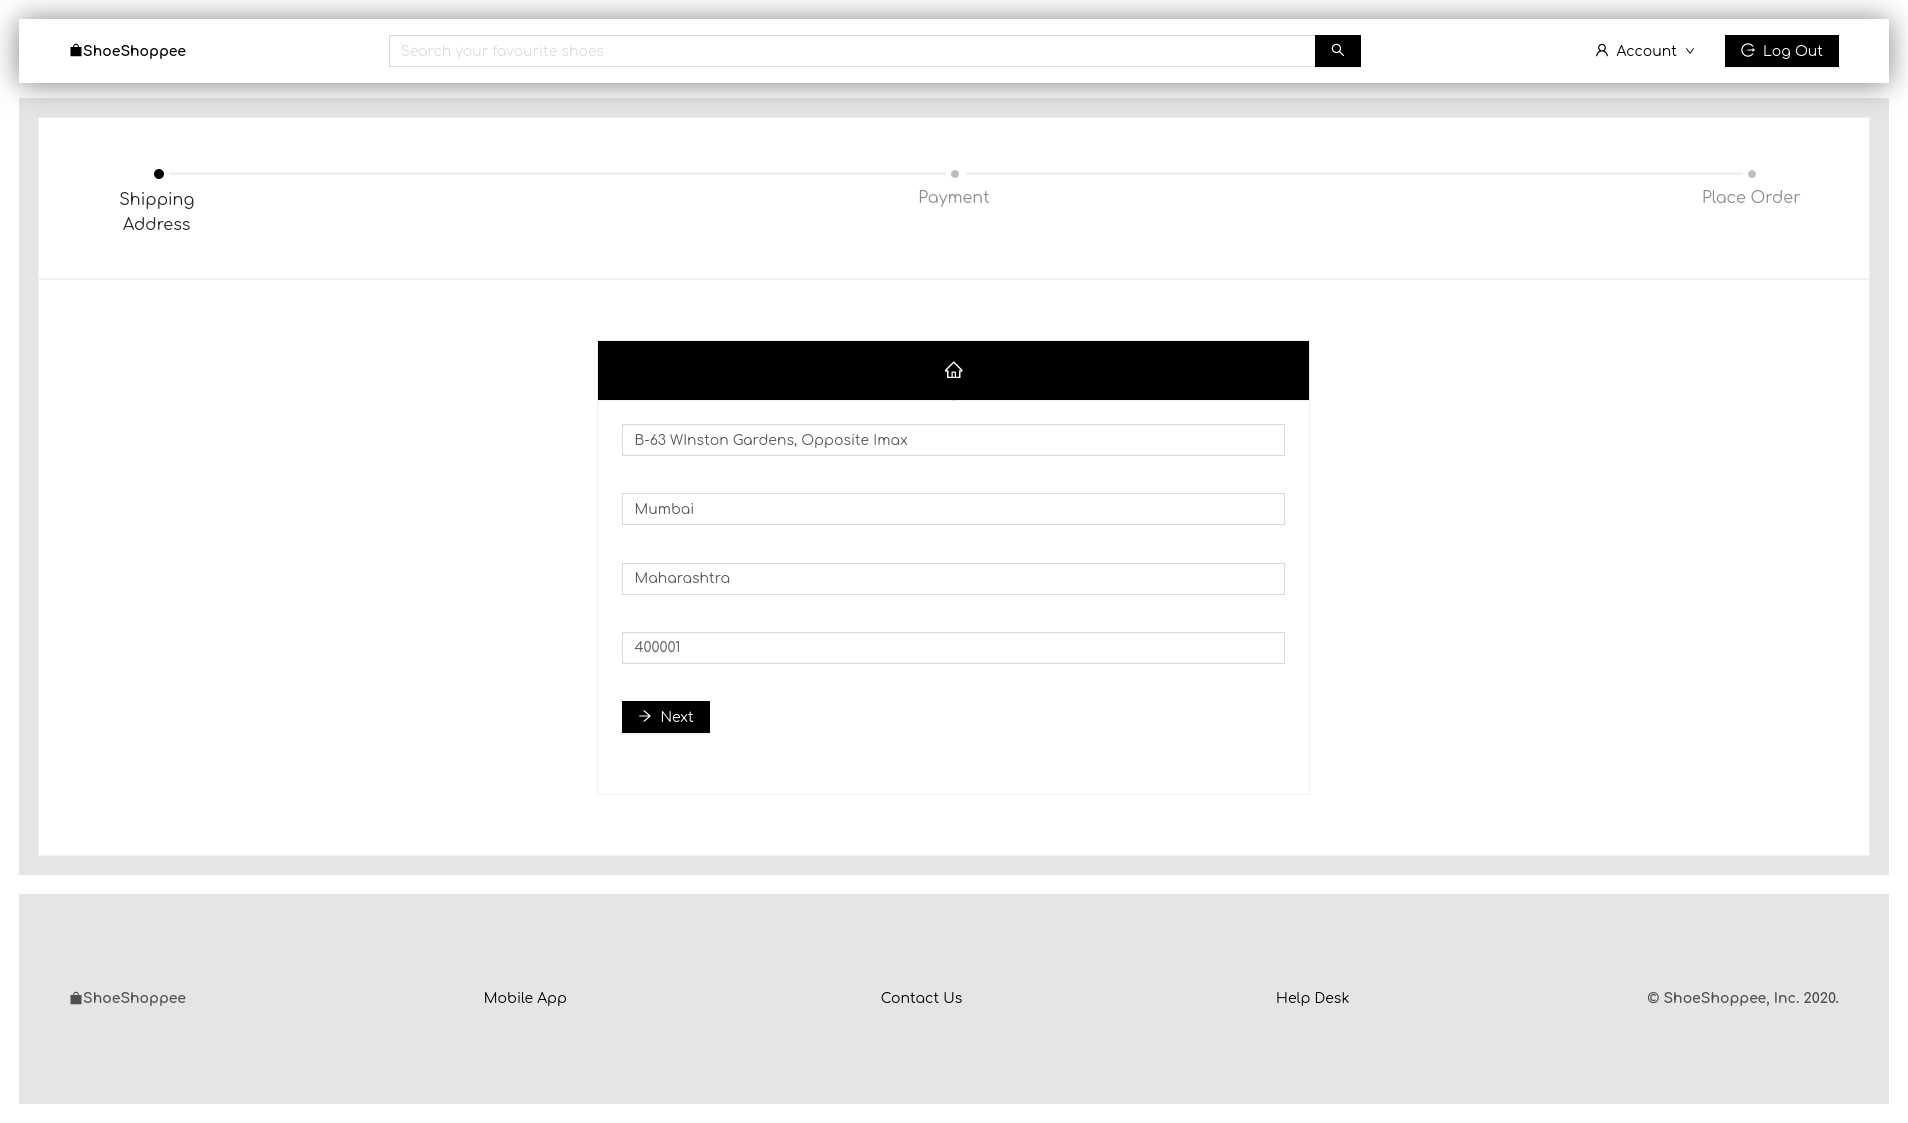 ShoeShoppee
Search your favourite shoes
Account
Log Out
Shipping
Address
Payment
Place Order
B-63 WInston Gardens, Opposite Imax
Mumbai
Maharashtra
400001
Next
ShoeShoppee
Mobile App
Contact Us
Help Desk
© ShoeShoppee, Inc. 2020.